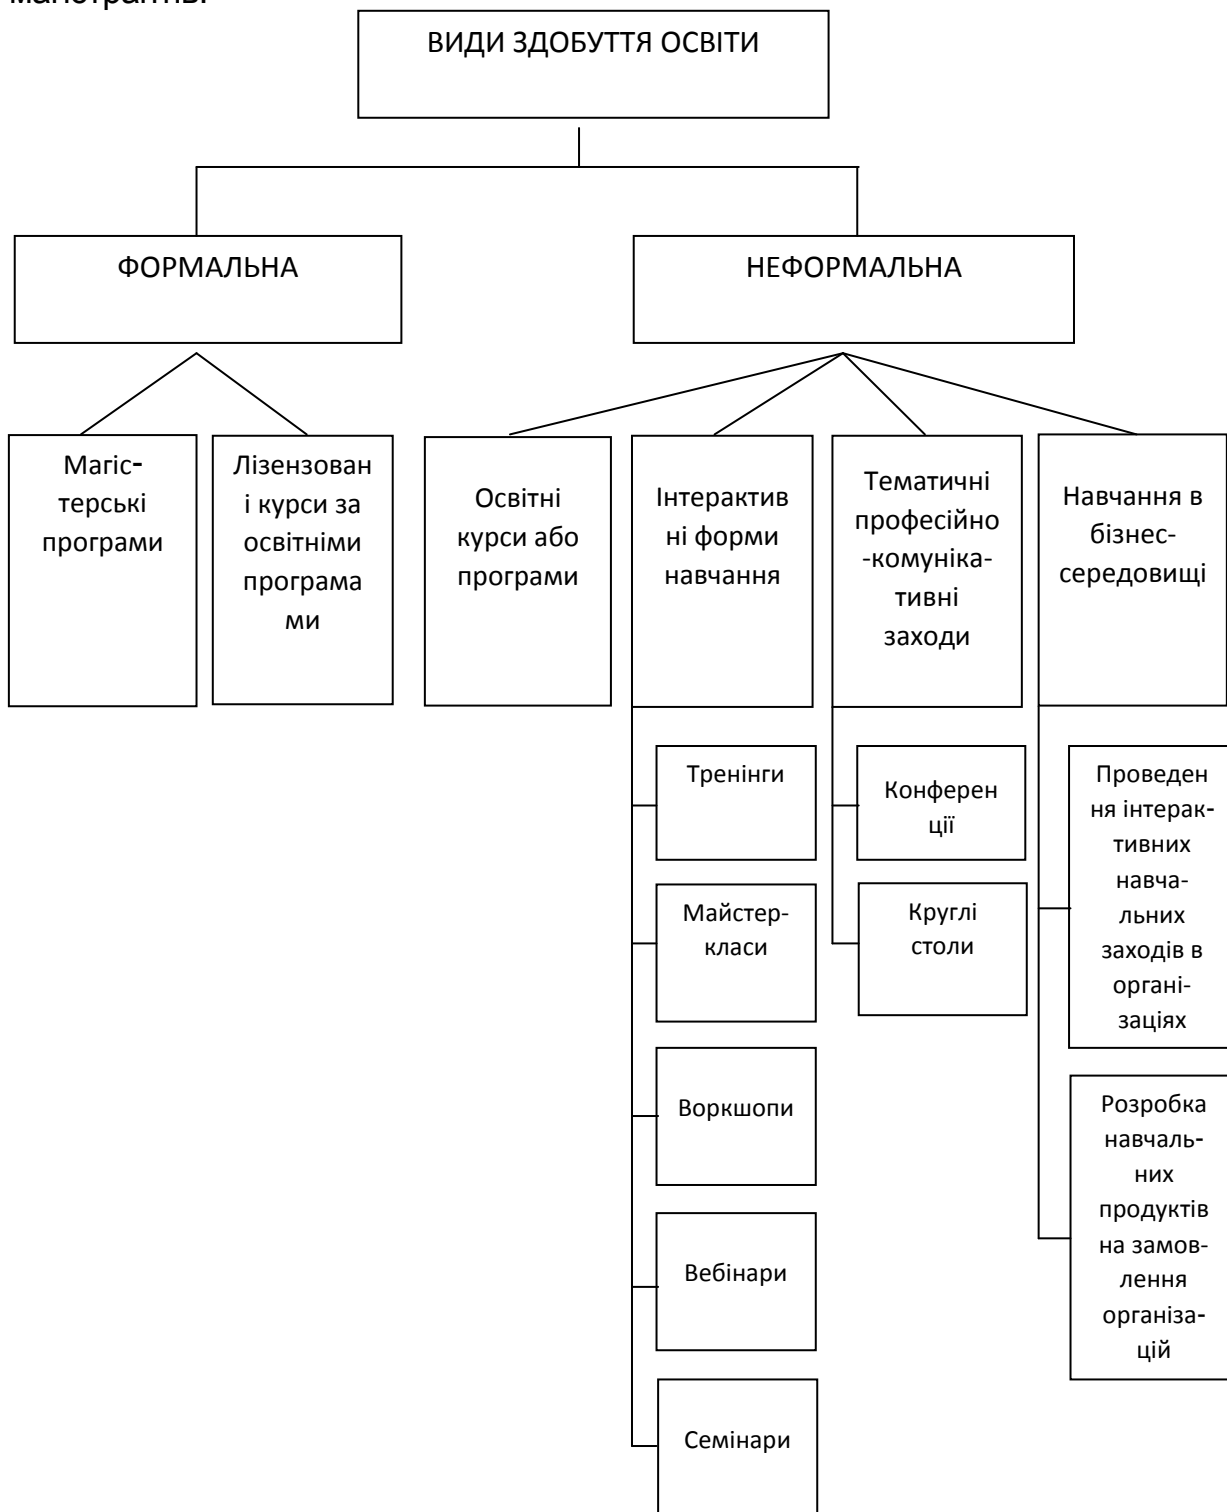 магістрантів.
ВИДИ ЗДОБУТТЯ ОСВІТИ
ФОРМАЛЬНА
НЕФОРМАЛЬНА
Магіс-
терські
програми
Лізензован
і курси за
освітніми
програма
ми
Освітні
курси або
програми
Інтерактив
ні форми
навчання
Тематичні
професійно
-комуніка-
тивні
заходи
Навчання в
бізнес-
середовищі
Тренінги
Майстер-
класи
Воркшопи
Вебінари
Семінари
Конферен
ції
Круглі
столи
Проведен
ня інтерак-
тивних
навча-
льних
заходів в
органі-
заціях
Розробка
навчаль-
них
продуктів
на замов-
лення
організа-
цій